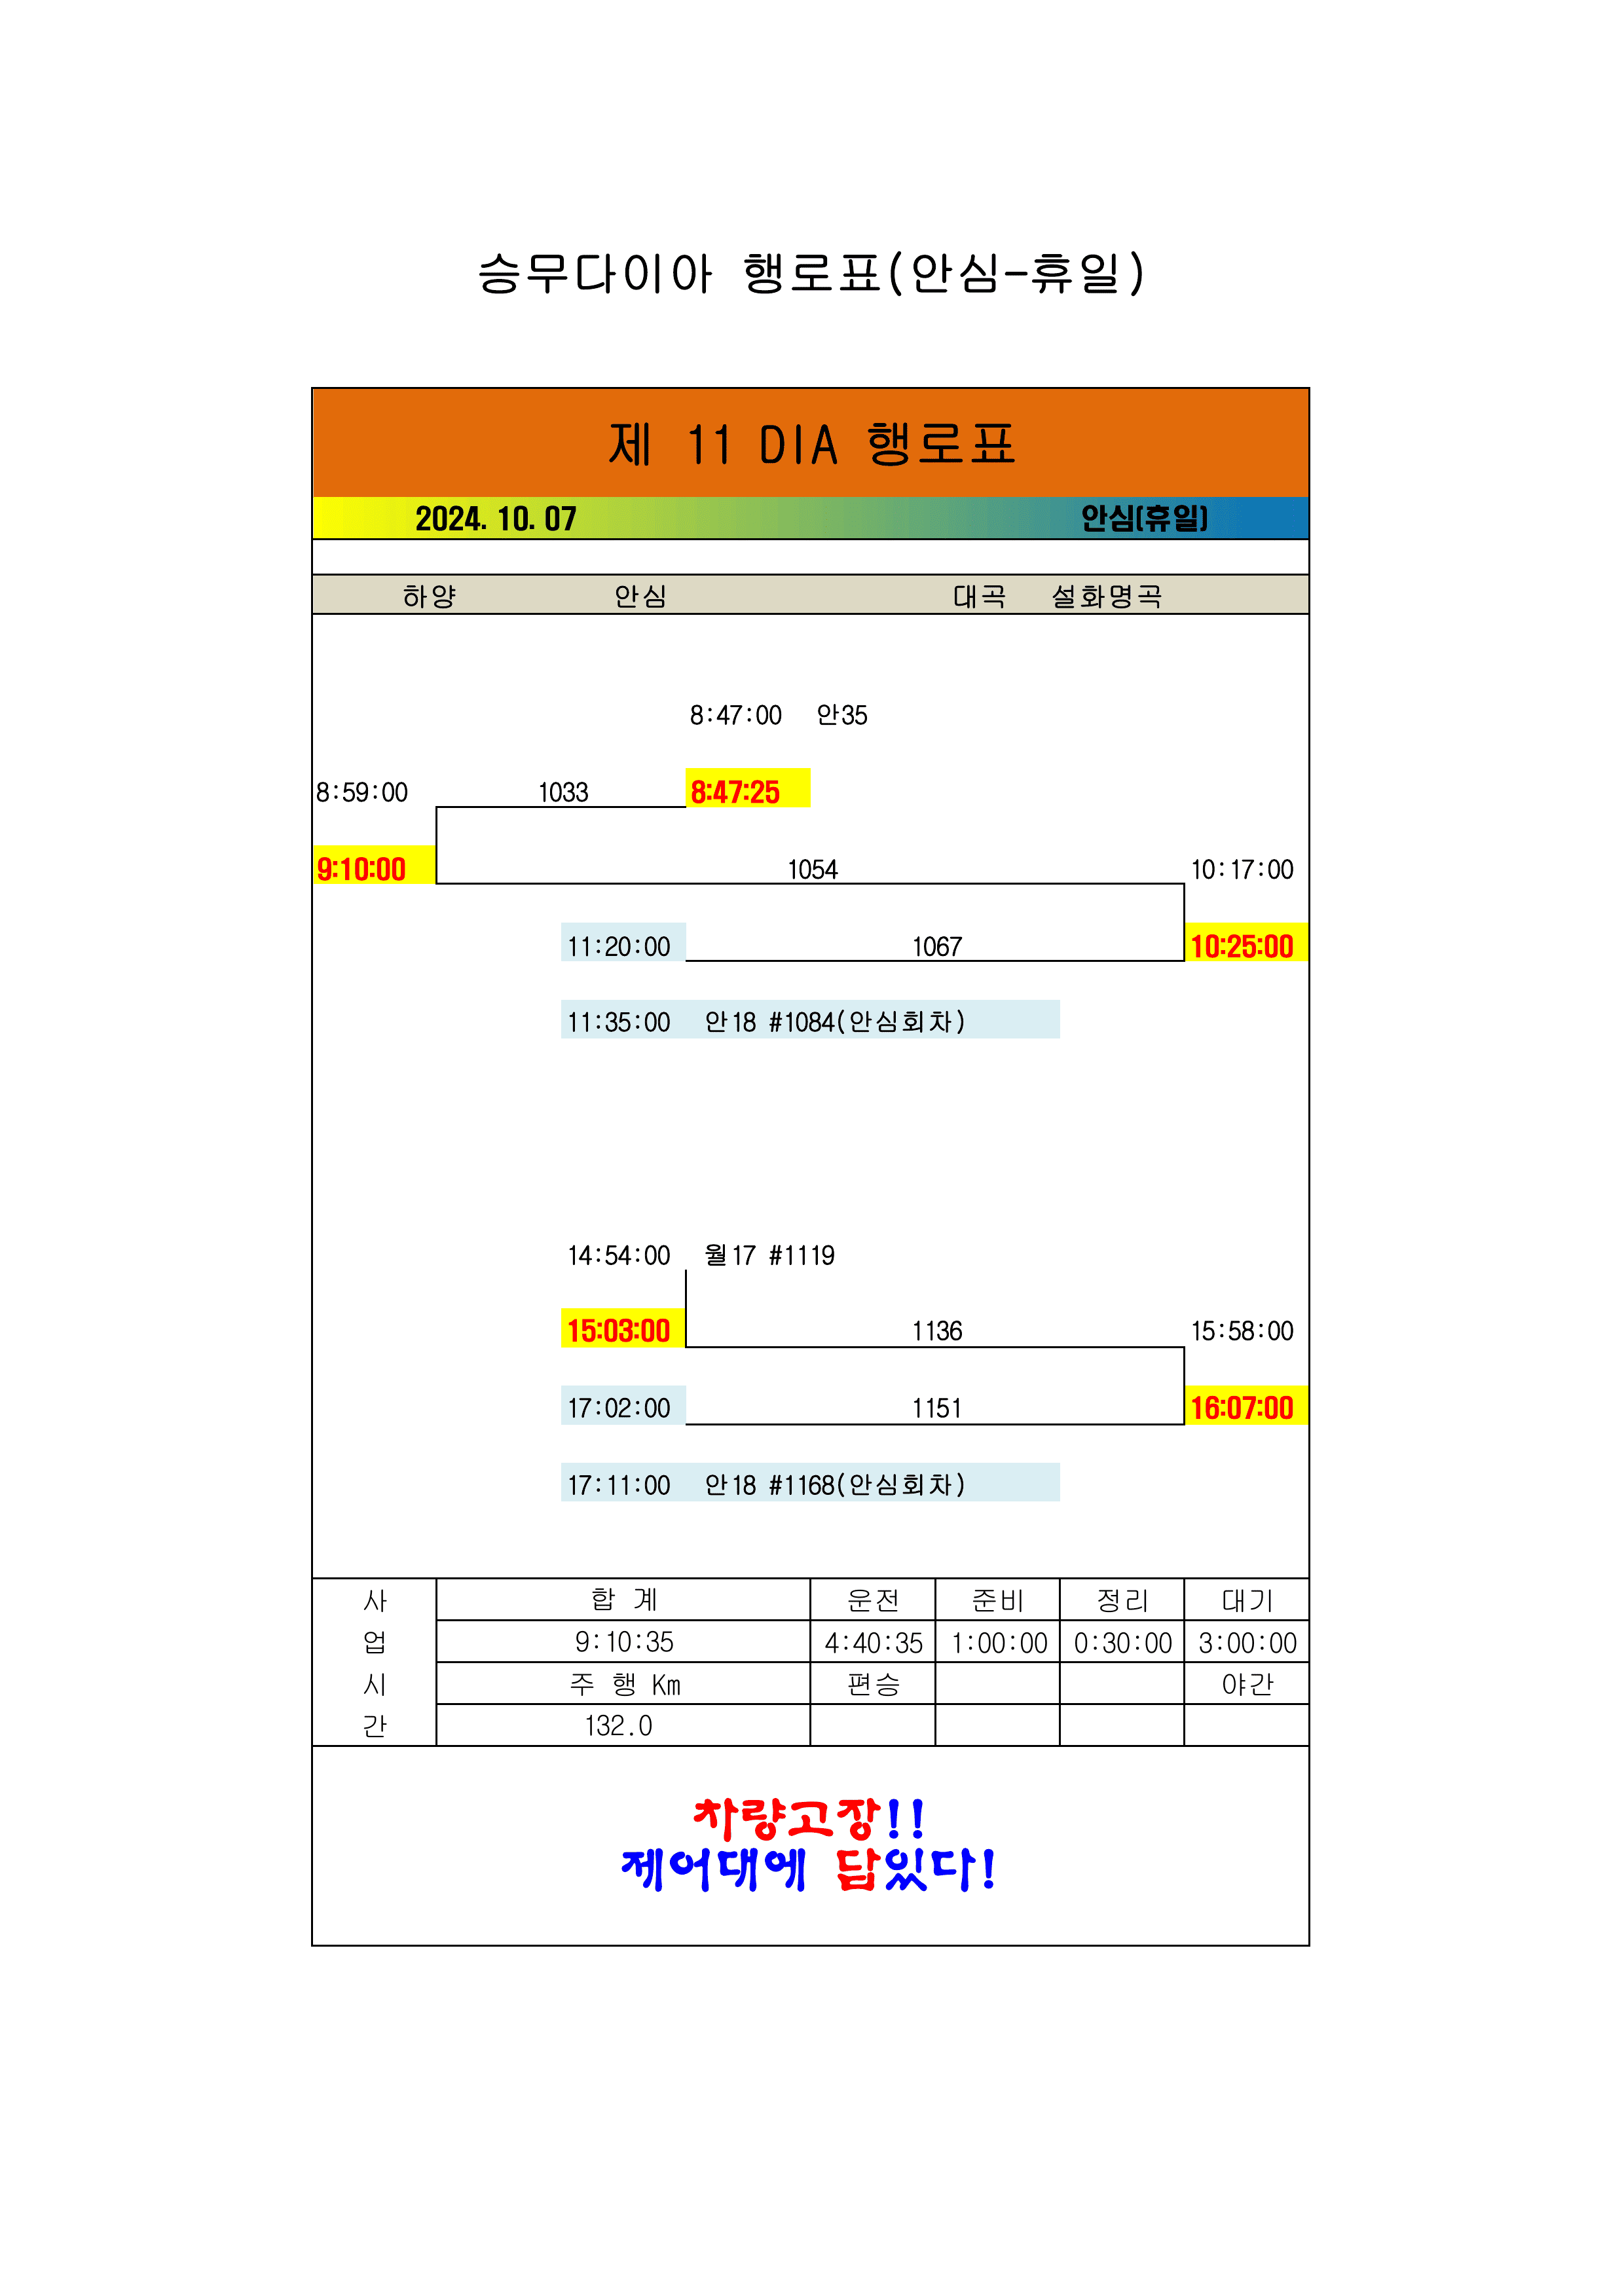 승무다이아 행로표(안심-휴일)
제 11 DIA 행로표
2024. 10. 07 안심(휴일)
하양 안심 대곡 설화명곡
8:47:00 안35
8:59:00 1033 8:47:25
9:10:00 1054 10:17:00
11:20:00 1067 10:25:00
11:35:00 안18 #1084(안심회차)
14:54:00 월17 #1119
15:03:00 1136 15:58:00
17:02:00 1151 16:07:00
17:11:00 안18 #1168(안심회차)
사 합 계 운전 준비 정리 대기
업 9:10:35 4:40:35 1:00:00 0:30:00 3:00:00
시 주 행 Km 편승 야간
간 132.0
차량고장!!
제어대에 답있다!